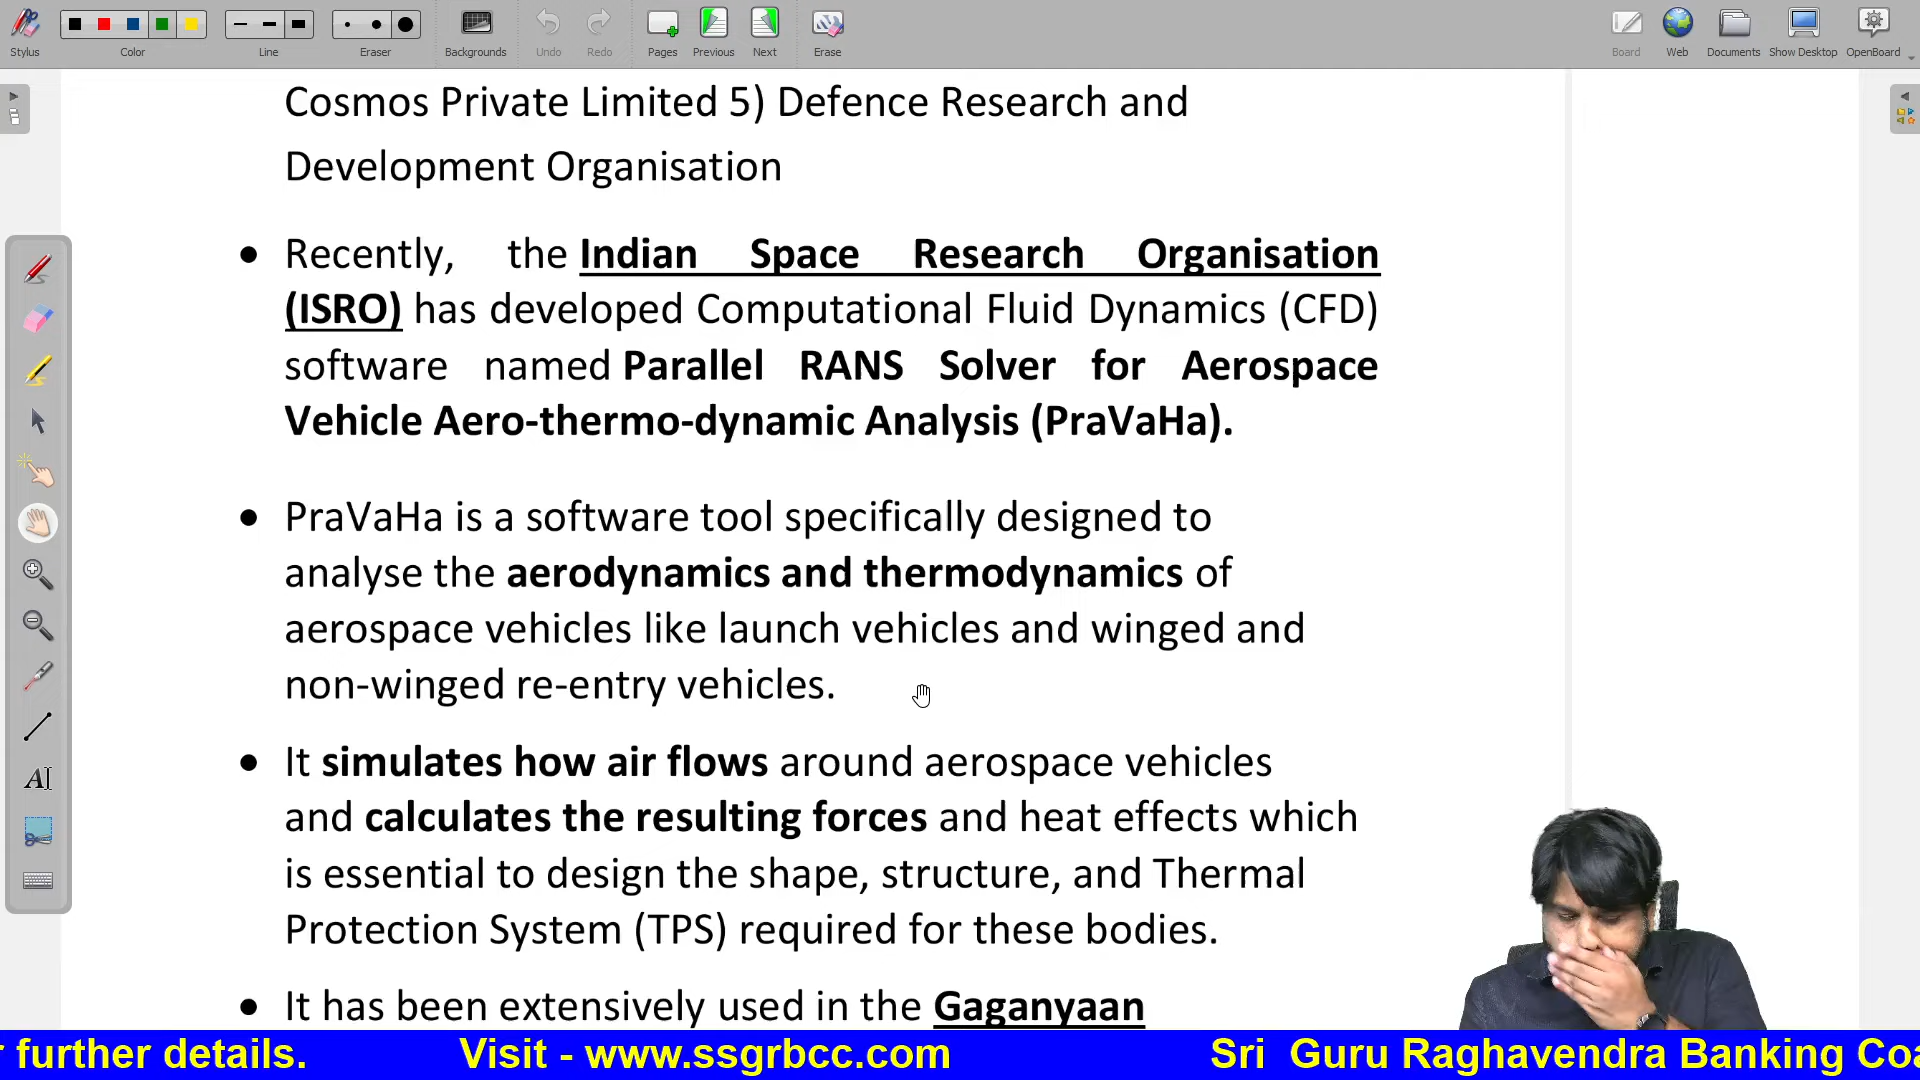 Stylus
Color
Line
Eraser
Backgrounds
Undo
Redo
Pages
Previous
Next
Erase
Board
Web
Documents
Show Desktop
OpenBoard
Cosmos Private Limited 5) Defence Research and
Development Organisation
• Recently, the Indian Space Research Organisation
(ISRO) has developed Computational Fluid Dynamics (CFD)
software named Parallel RANS Solver for Aerospace
Vehicle Aero-thermo-dynamic Analysis (PraVaHa).
• PraVaHa is a software tool specifically designed to
analyse the aerodynamics and thermodynamics of
aerospace vehicles like launch vehicles and winged and
non-winged re-entry vehicles.
• It simulates how air flows around aerospace vehicles
and calculates the resulting forces and heat effects which
is essential to design the shape, structure, and Thermal
Protection System (TPS) required for these bodies.
• It has been extensively used in the Gaganyaan
r further details. Visit - www.ssgrbcc.com Sri Guru Raghavendra Banking Coa